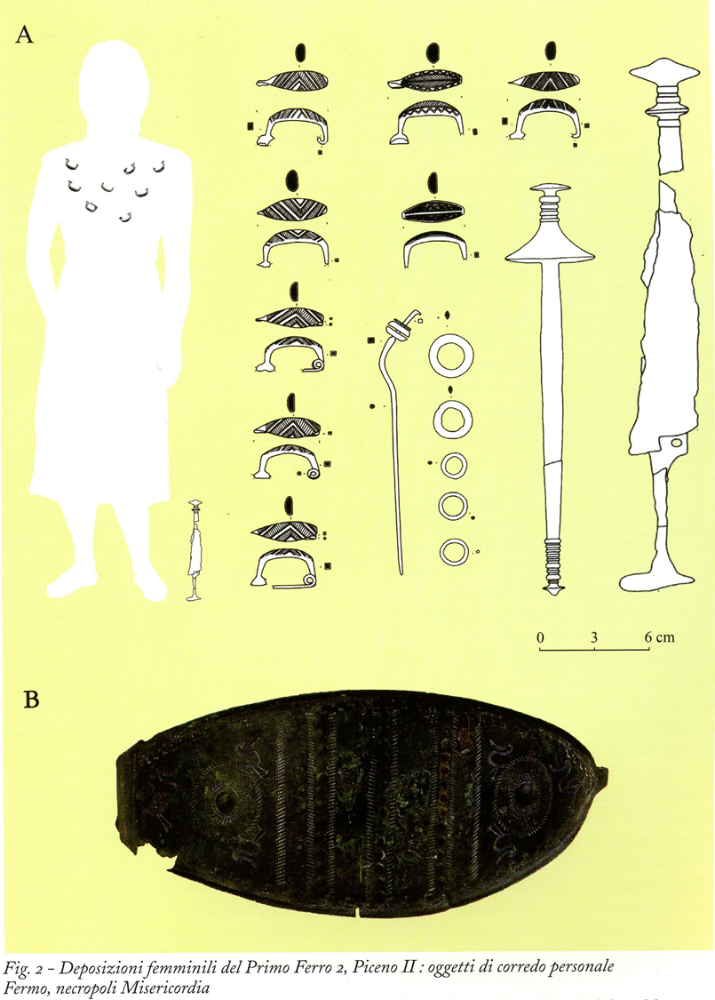 A
0 3 6 cm
B
Fig. 2 – Deposizioni femminili del Primo Ferro 2, Piceno II : oggetti di corredo personale
Fermo, necropoli Misericordia